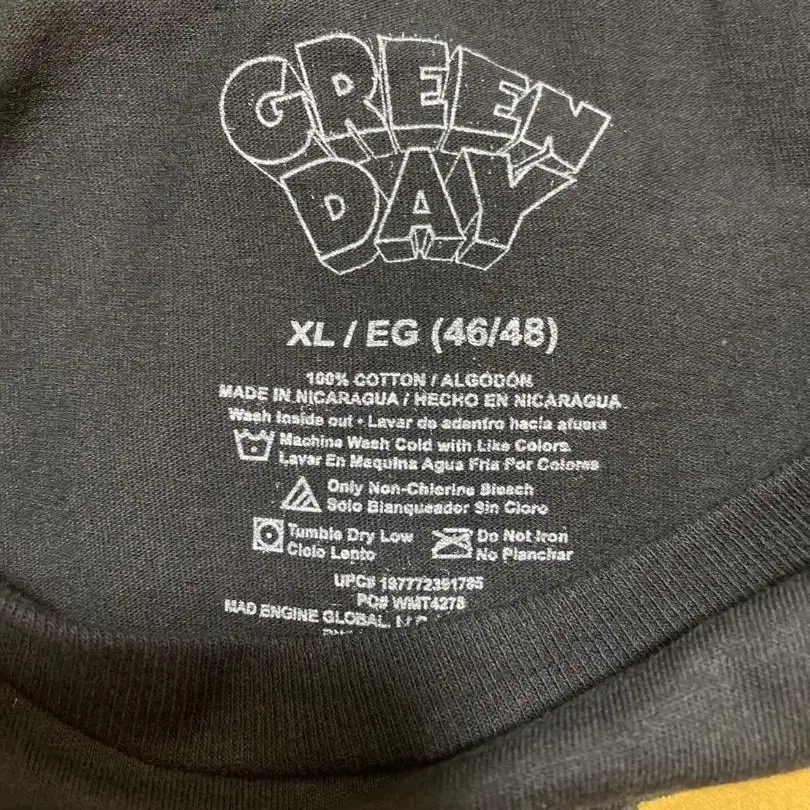 GREEN
DAY
XL / EG (46/48)
100% COTTON / ALGODÓN
MADE IN NICARAGUA / HECHO EN NICARAGUA
Wash Inside out • Lavar de adentro hacia afuera
Machine Wash Cold with Like Colors.
Lavar En Maquina Agua Fria Por Colores
Only Non-Chlorine Bleach
Solo Blanqueador Sin Cloro
Tumble Dry Low
Ciclo Lento
Do Not Iron
No Planchar
UPC# 197772391785
PO# WMT4278
MAD ENGINE GLOBAL, LLC